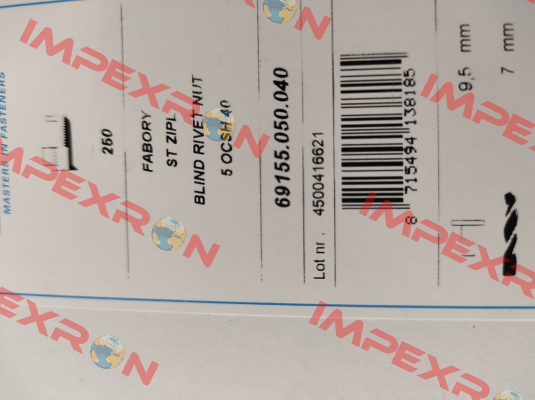 MASTERS IN FASTENERS
250
FABORY
ST ZIPL
BLIND RIVET NUT
5 OCSH 40
69155.050.040
Lot nr . 4500416621
8 715494 138185
9,5 mm
7 mm
IMPEXRON
IMPEXRON
IMPEXRON
IMPEXRON
IMPEXRON